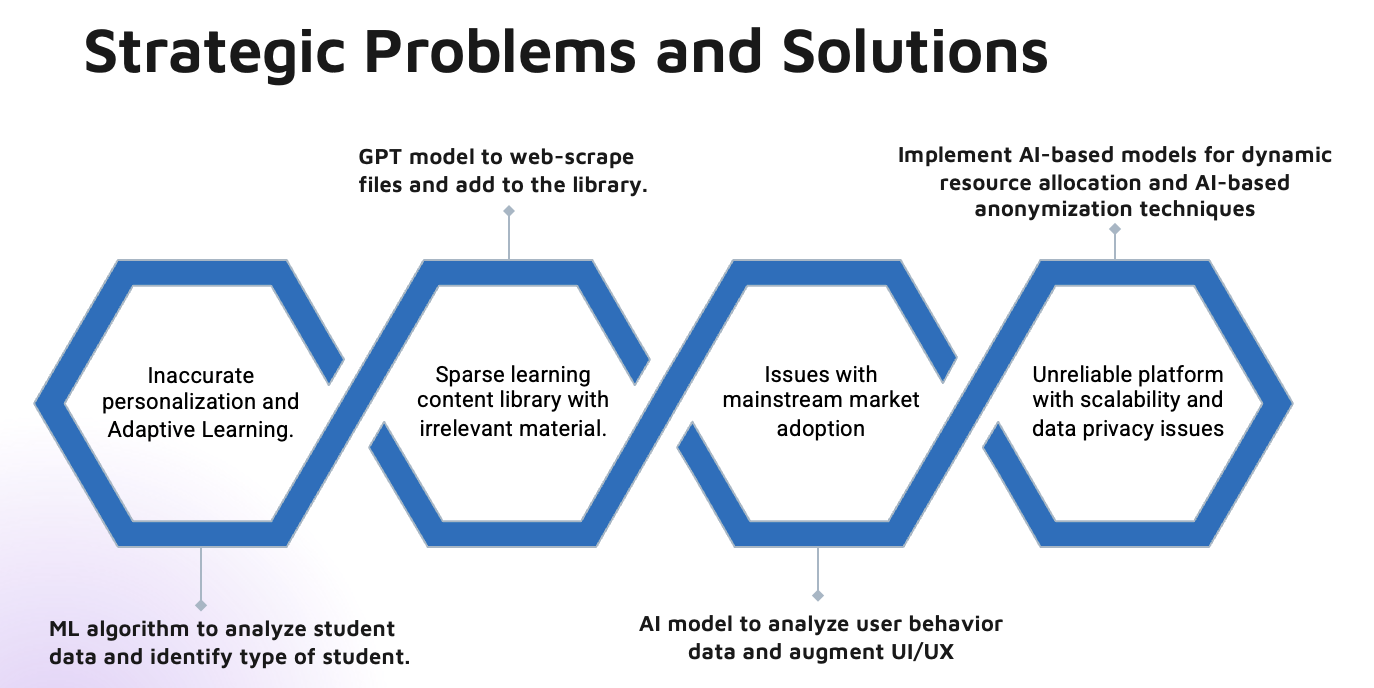 Strategic Problems and Solutions
GPT model to web-scrape
files and add to the library.
Implement AI-based models for dynamic
resource allocation and AI-based
anonymization techniques
Inaccurate
personalization and
Adaptive Learning.
Sparse learning
content library with
irrelevant material.
Issues with
mainstream market
adoption
Unreliable platform
with scalability and
data privacy issues
ML algorithm to analyze student
data and identify type of student.
AI model to analyze user behavior
data and augment UI/UX